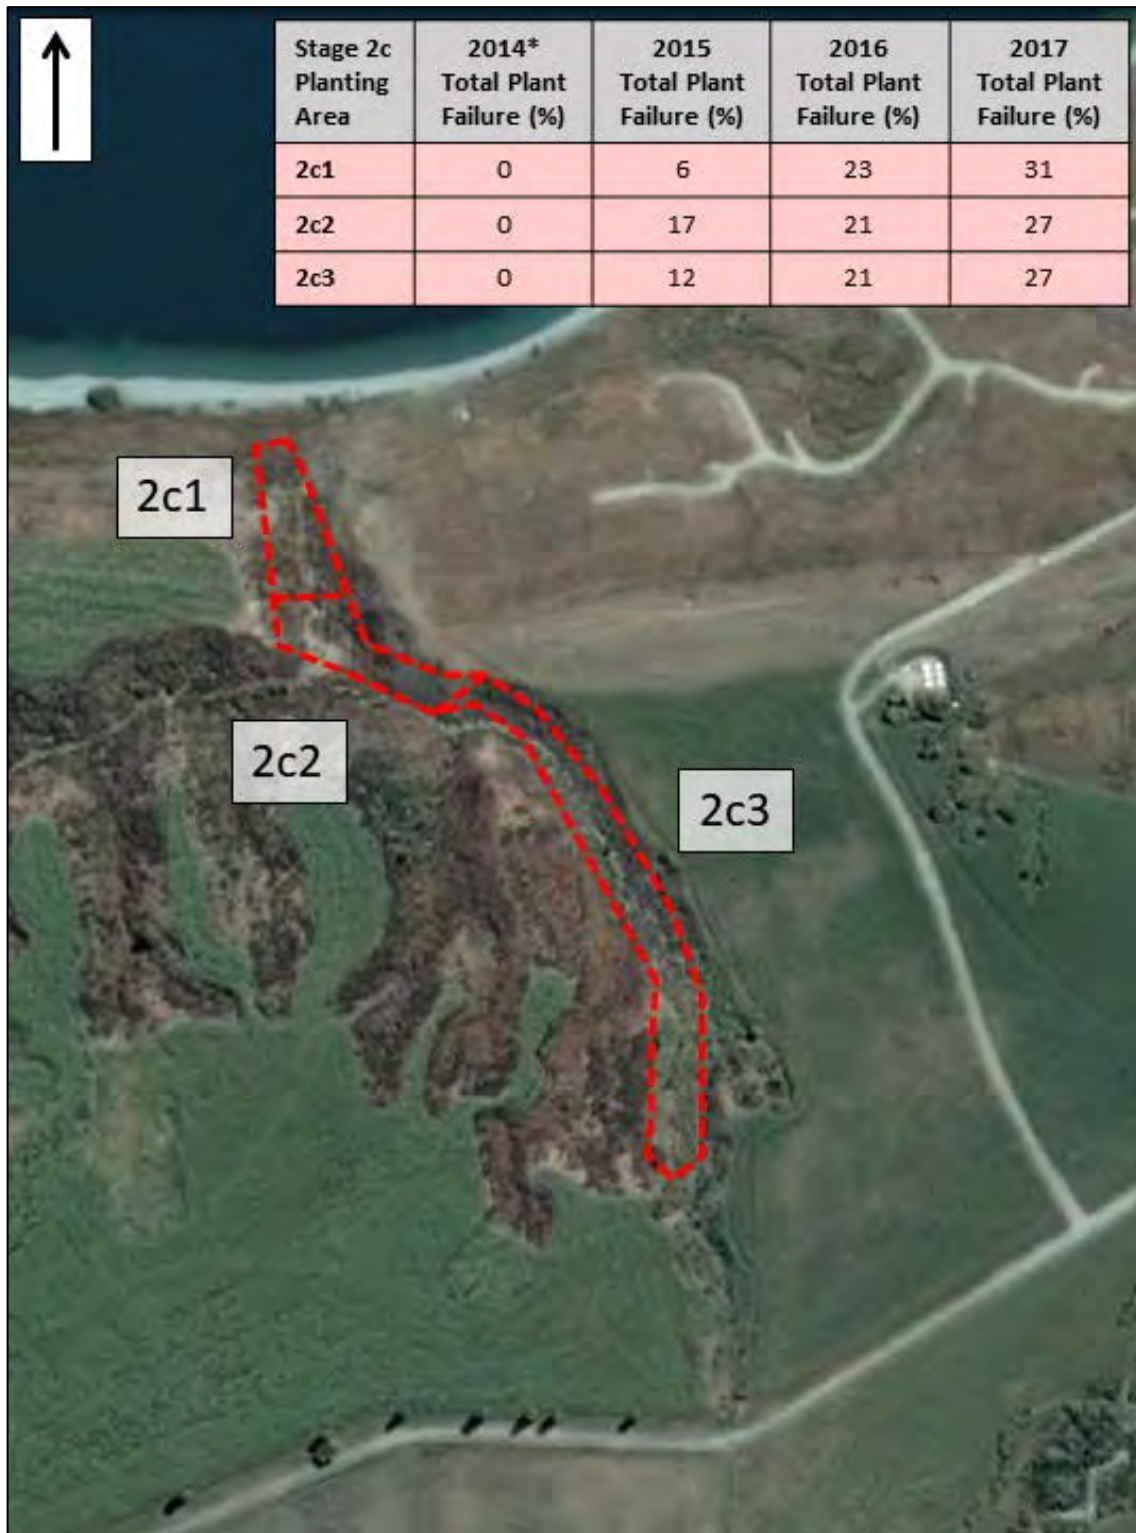 Stage 2c Planting Area
2014* Total Plant Failure (%)
2015 Total Plant Failure (%)
2016 Total Plant Failure (%)
2017 Total Plant Failure (%)
2c1 0 6 23 31
2c2 0 17 21 27
2c3 0 12 21 27
2c1
2c2
2c3